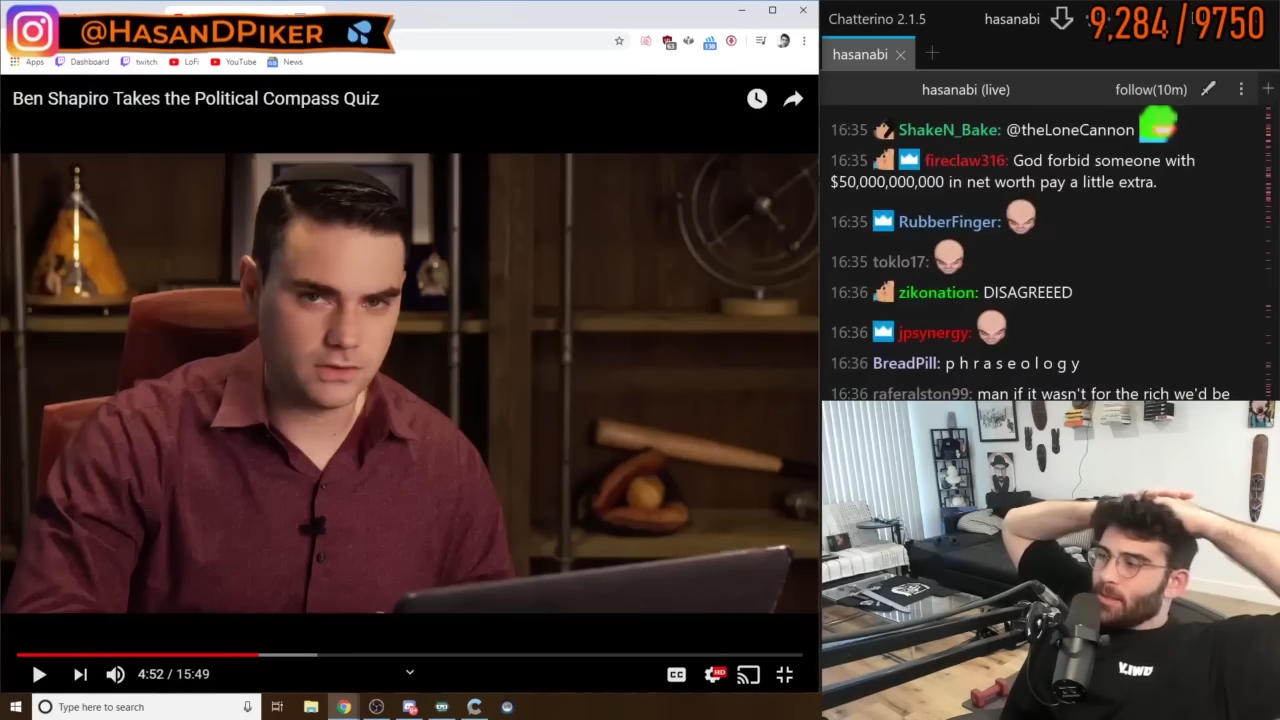 @HASANDPIKER
Apps Dashboard twitch LoFi YouTube News
Ben Shapiro Takes the Political Compass Quiz
4:52 / 15:49
CC
HD
Type here to search
Chatterino 2.1.5
hasanabi
9,284/9750
hasanabi
hasanabi (live)
follow(10m)
16:35 ShakeN_Bake: @theLoneCannon
16:35 fireclaw316: God forbid someone with
$50,000,000,000 in net worth pay a little extra.
16:35 RubberFinger:
16:35 toklo17:
16:36 zikonation: DISAGREEED
16:36 jpsynergy:
16:36 BreadPill: p h r a s e o l o g y
16:36 raferalston99: man if it wasn't for the rich we'd be